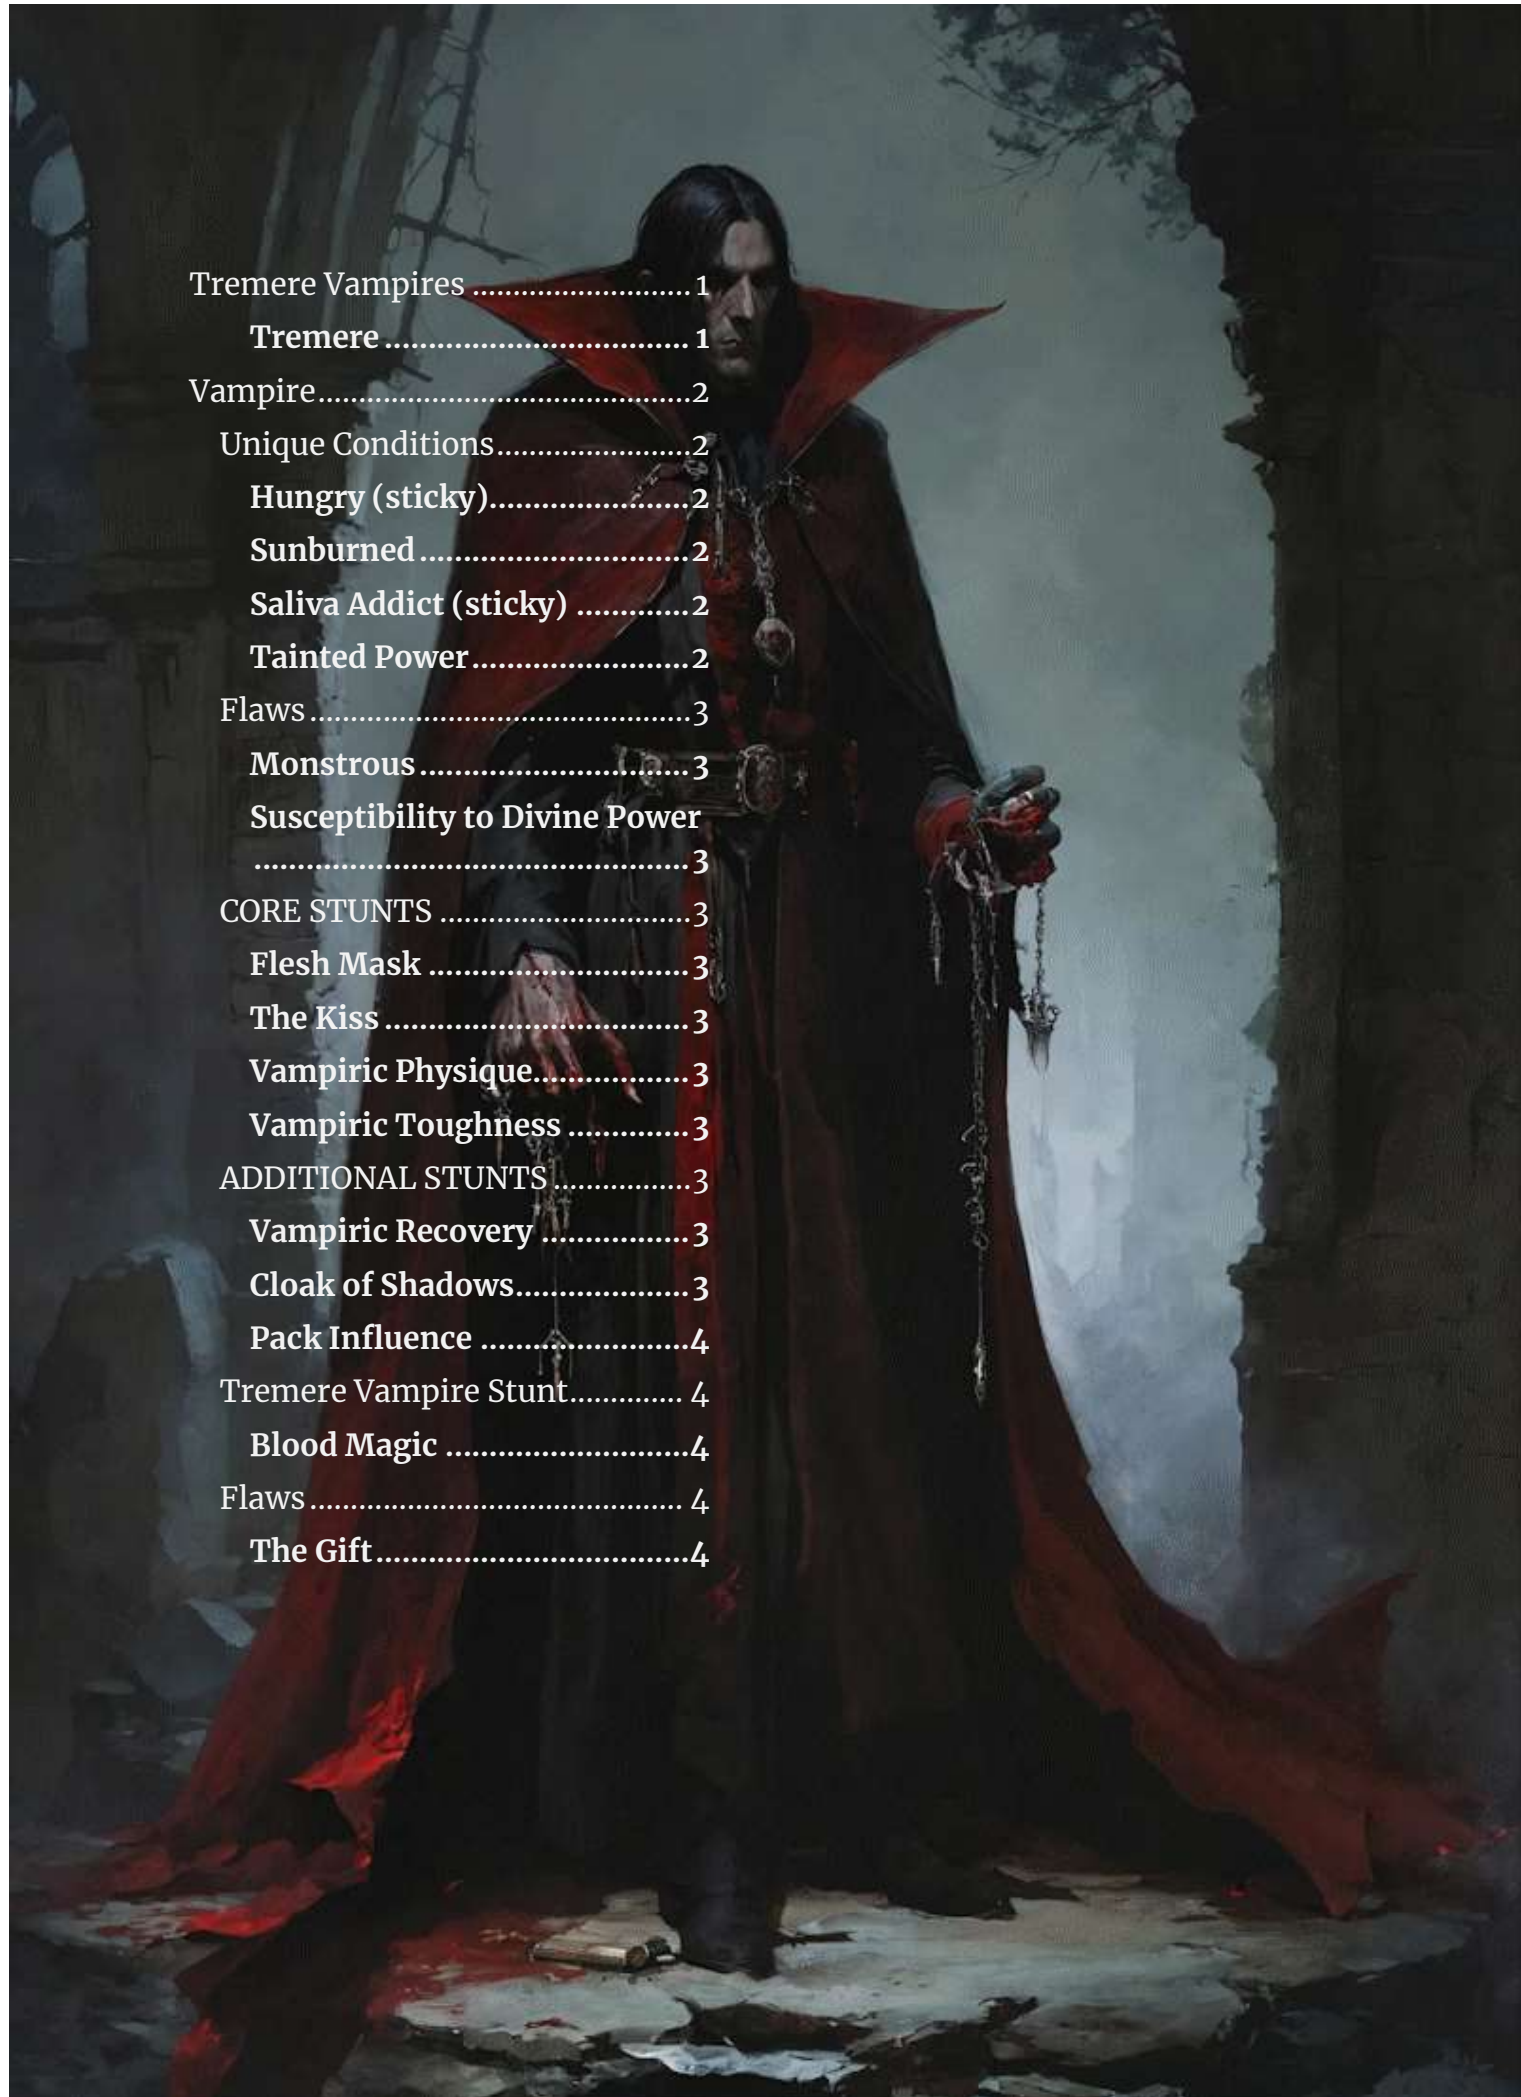 Tremere Vampires ......................... 1
Tremere ................................... 1
Vampire...........................................2
Unique Conditions......................2
Hungry (sticky).......................2
Sunburned ...............................2
Saliva Addict (sticky) .............2
Tainted Power.........................2
Flaws ............................................3
Monstrous ...............................3
Susceptibility to Divine Power
..................................................3
CORE STUNTS .............................3
Flesh Mask ..............................3
The Kiss ...................................3
Vampiric Physique.................3
Vampiric Toughness ..............3
ADDITIONAL STUNTS ................3
Vampiric Recovery .................3
Cloak of Shadows....................3
Pack Influence ........................4
Tremere Vampire Stunt............. 4
Blood Magic ............................4
Flaws ........................................... 4
The Gift....................................4